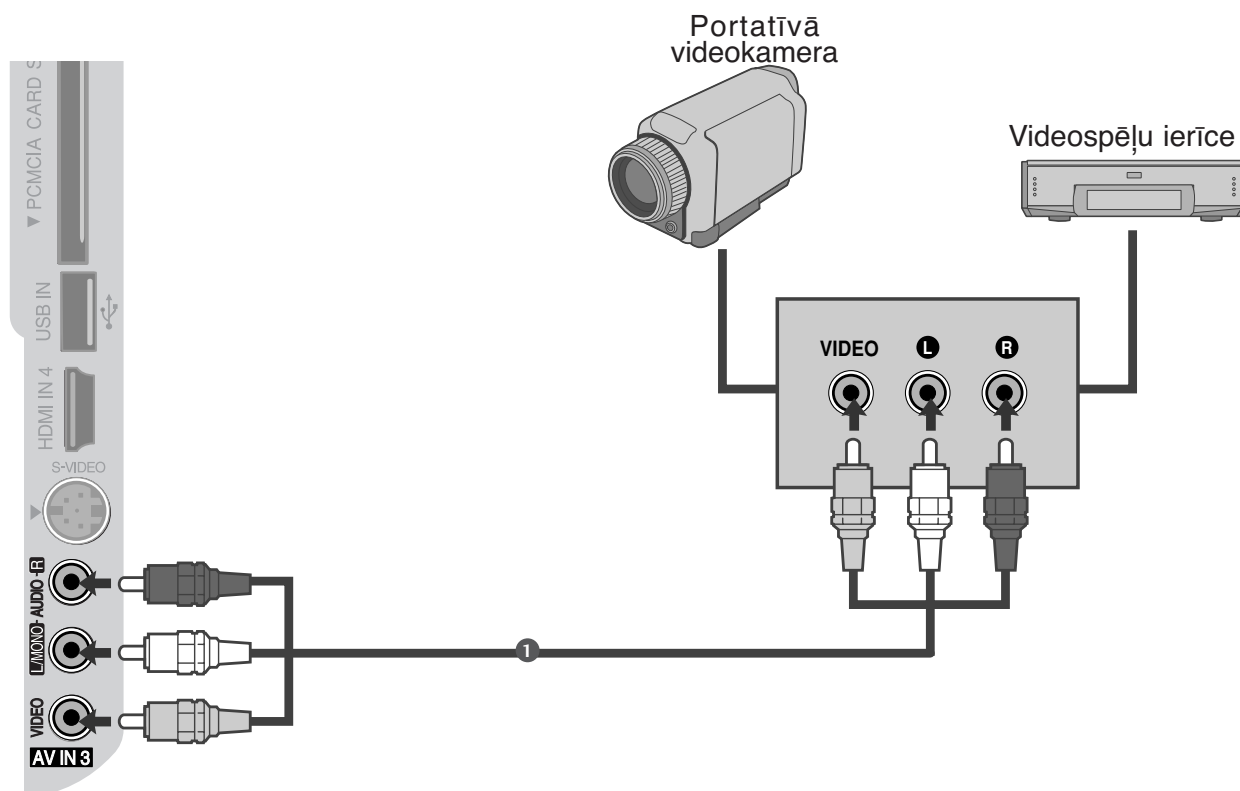 Portatīvā
videokamera
Videospēļu ierīce
VIDEO L R
▼ PCMCIA CARD S
USB IN
HDMI IN 4
S-VIDEO
L/MONO - AUDIO - R
VIDEO
AV IN 3
1